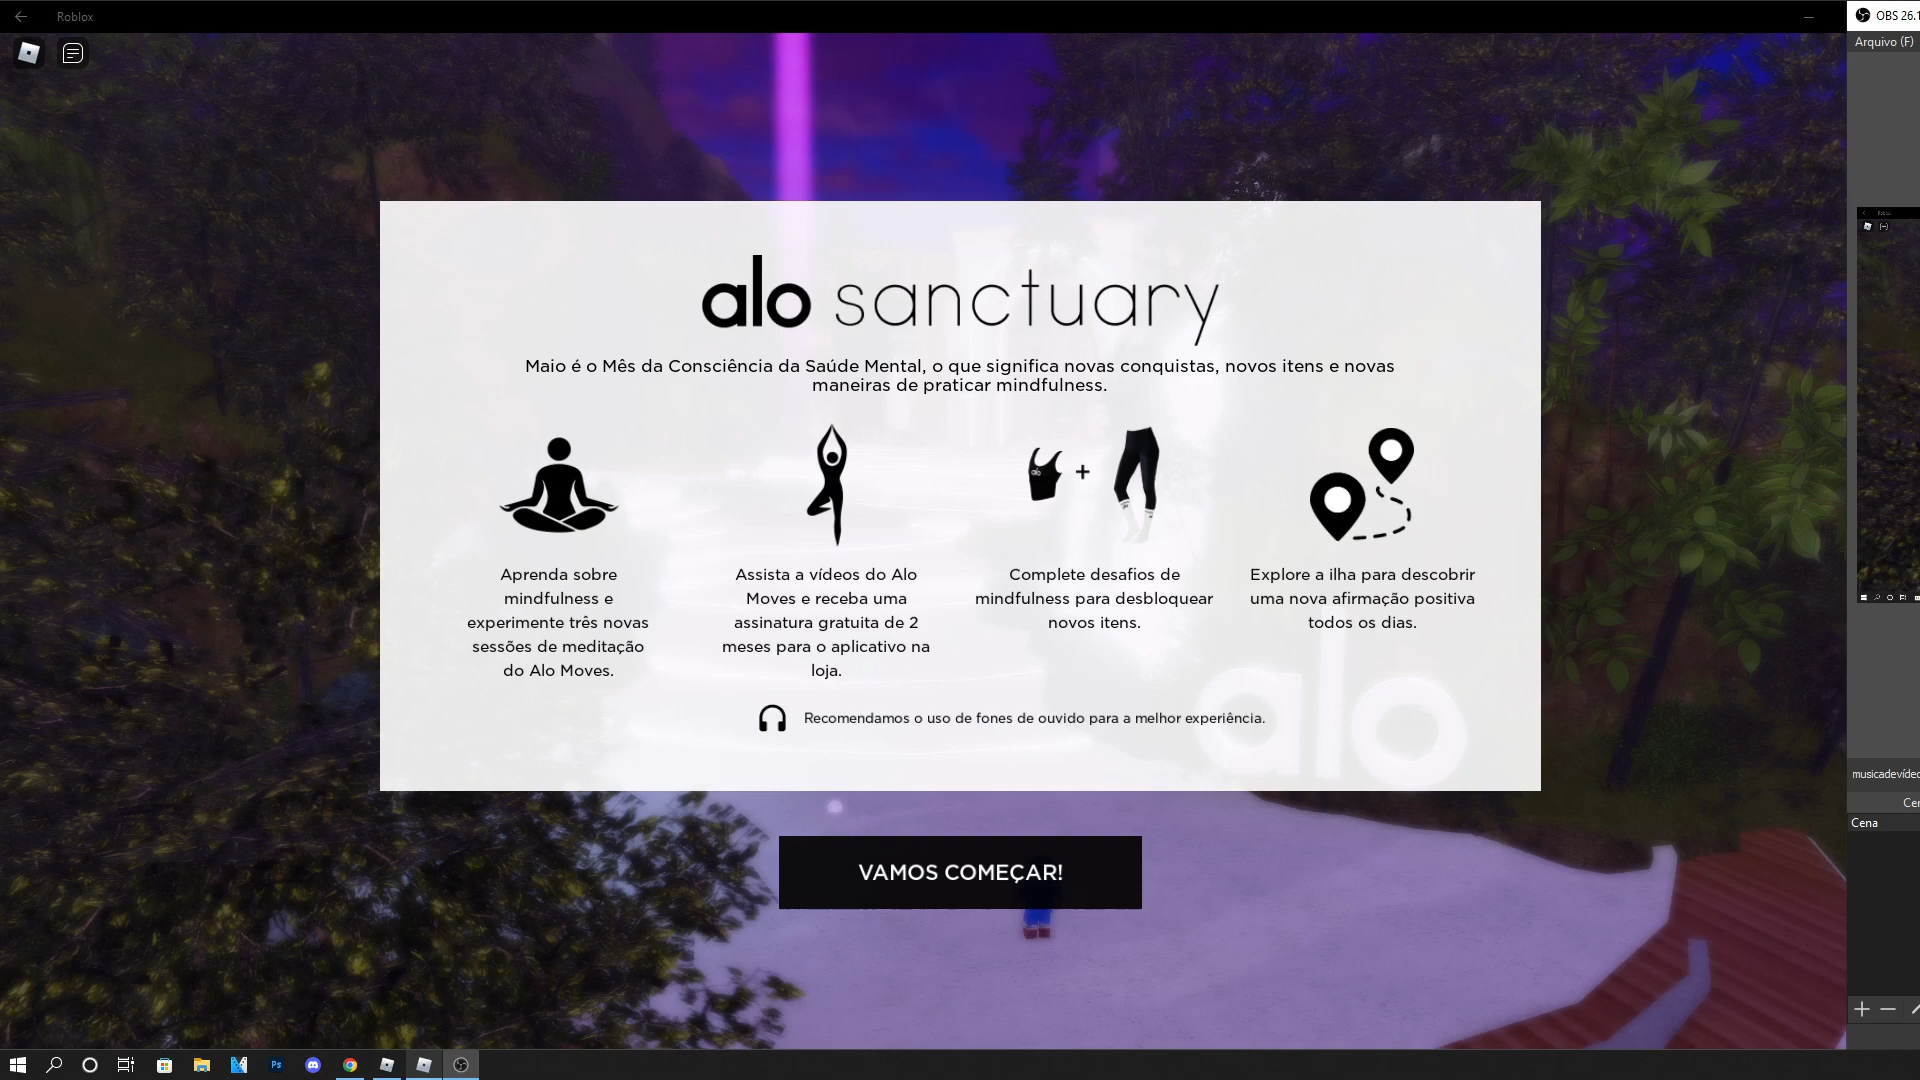 Roblox
OBS 26.1
Arquivo (F)
alo sanctuary
Maio é o Mês da Consciência da Saúde Mental, o que significa novas conquistas, novos itens e novas
maneiras de praticar mindfulness.
Aprenda sobre
mindfulness e
experimente três novas
sessões de meditação
do Alo Moves.
Assista a vídeos do Alo
Moves e receba uma
assinatura gratuita de 2
meses para o aplicativo na
loja.
Complete desafios de
mindfulness para desbloquear
novos itens.
Explore a ilha para descobrir
uma nova afirmação positiva
todos os dias.
alo
Recomendamos o uso de fones de ouvido para a melhor experiência.
VAMOS COMEÇAR!
musicadevídeo
Cen
Cena
Ps